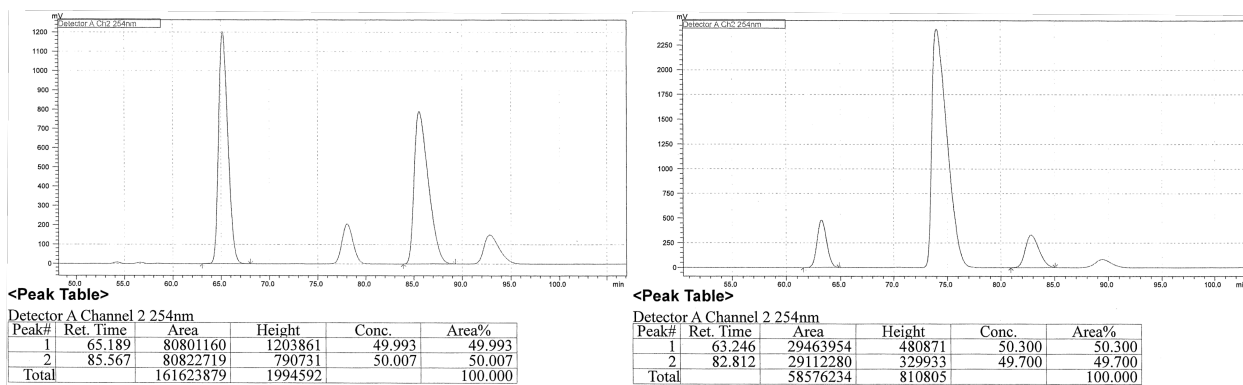 mV
Detector A Ch2 254nm
1200
1100
1000
900
800
700
600
500
400
300
200
100
0
50.0 55.0 60.0 65.0 70.0 75.0 80.0 85.0 90.0 95.0 100.0 min
<Peak Table>
Detector A Channel 2 254nm
Peak# Ret. Time Area Height Conc. Area%
1 65.189 80801160 1203861 49.993 49.993
2 85.567 80822719 790731 50.007 50.007
Total 161623879 1994592 100.000
mV
Detector A Ch2 254nm
2250
2000
1750
1500
1250
1000
750
500
250
0
55.0 60.0 65.0 70.0 75.0 80.0 85.0 90.0 95.0 100.0 min
<Peak Table>
Detector A Channel 2 254nm
Peak# Ret. Time Area Height Conc. Area%
1 63.246 29463954 480871 50.300 50.300
2 82.812 29112280 329933 49.700 49.700
Total 58576234 810805 100.000